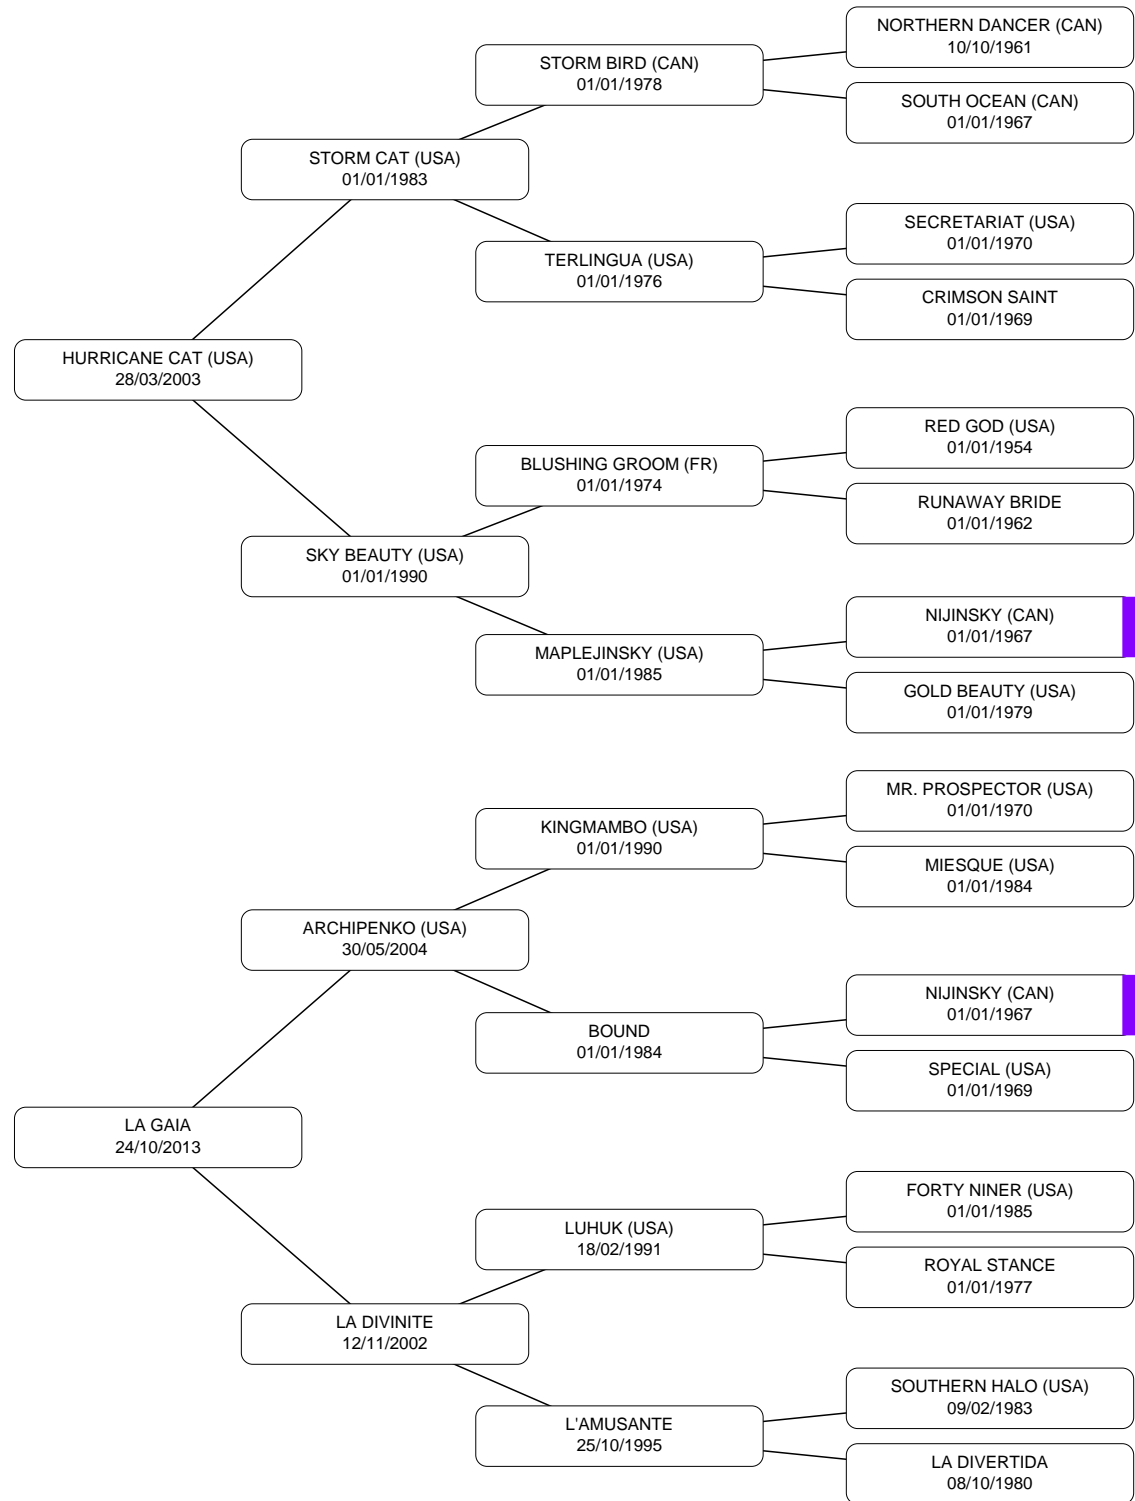 NORTHERN DANCER (CAN)
10/10/1961
STORM BIRD (CAN)
01/01/1978
SOUTH OCEAN (CAN)
01/01/1967
STORM CAT (USA)
01/01/1983
SECRETARIAT (USA)
01/01/1970
TERLINGUA (USA)
01/01/1976
CRIMSON SAINT
01/01/1969
HURRICANE CAT (USA)
28/03/2003
RED GOD (USA)
01/01/1954
BLUSHING GROOM (FR)
01/01/1974
RUNAWAY BRIDE
01/01/1962
SKY BEAUTY (USA)
01/01/1990
NIJINSKY (CAN)
01/01/1967
MAPLEJINSKY (USA)
01/01/1985
GOLD BEAUTY (USA)
01/01/1979
MR. PROSPECTOR (USA)
01/01/1970
KINGMAMBO (USA)
01/01/1990
MIESQUE (USA)
01/01/1984
ARCHIPENKO (USA)
30/05/2004
NIJINSKY (CAN)
01/01/1967
BOUND
01/01/1984
SPECIAL (USA)
01/01/1969
LA GAIA
24/10/2013
FORTY NINER (USA)
01/01/1985
LUHUK (USA)
18/02/1991
ROYAL STANCE
01/01/1977
LA DIVINITE
12/11/2002
SOUTHERN HALO (USA)
09/02/1983
L'AMUSANTE
25/10/1995
LA DIVERTIDA
08/10/1980